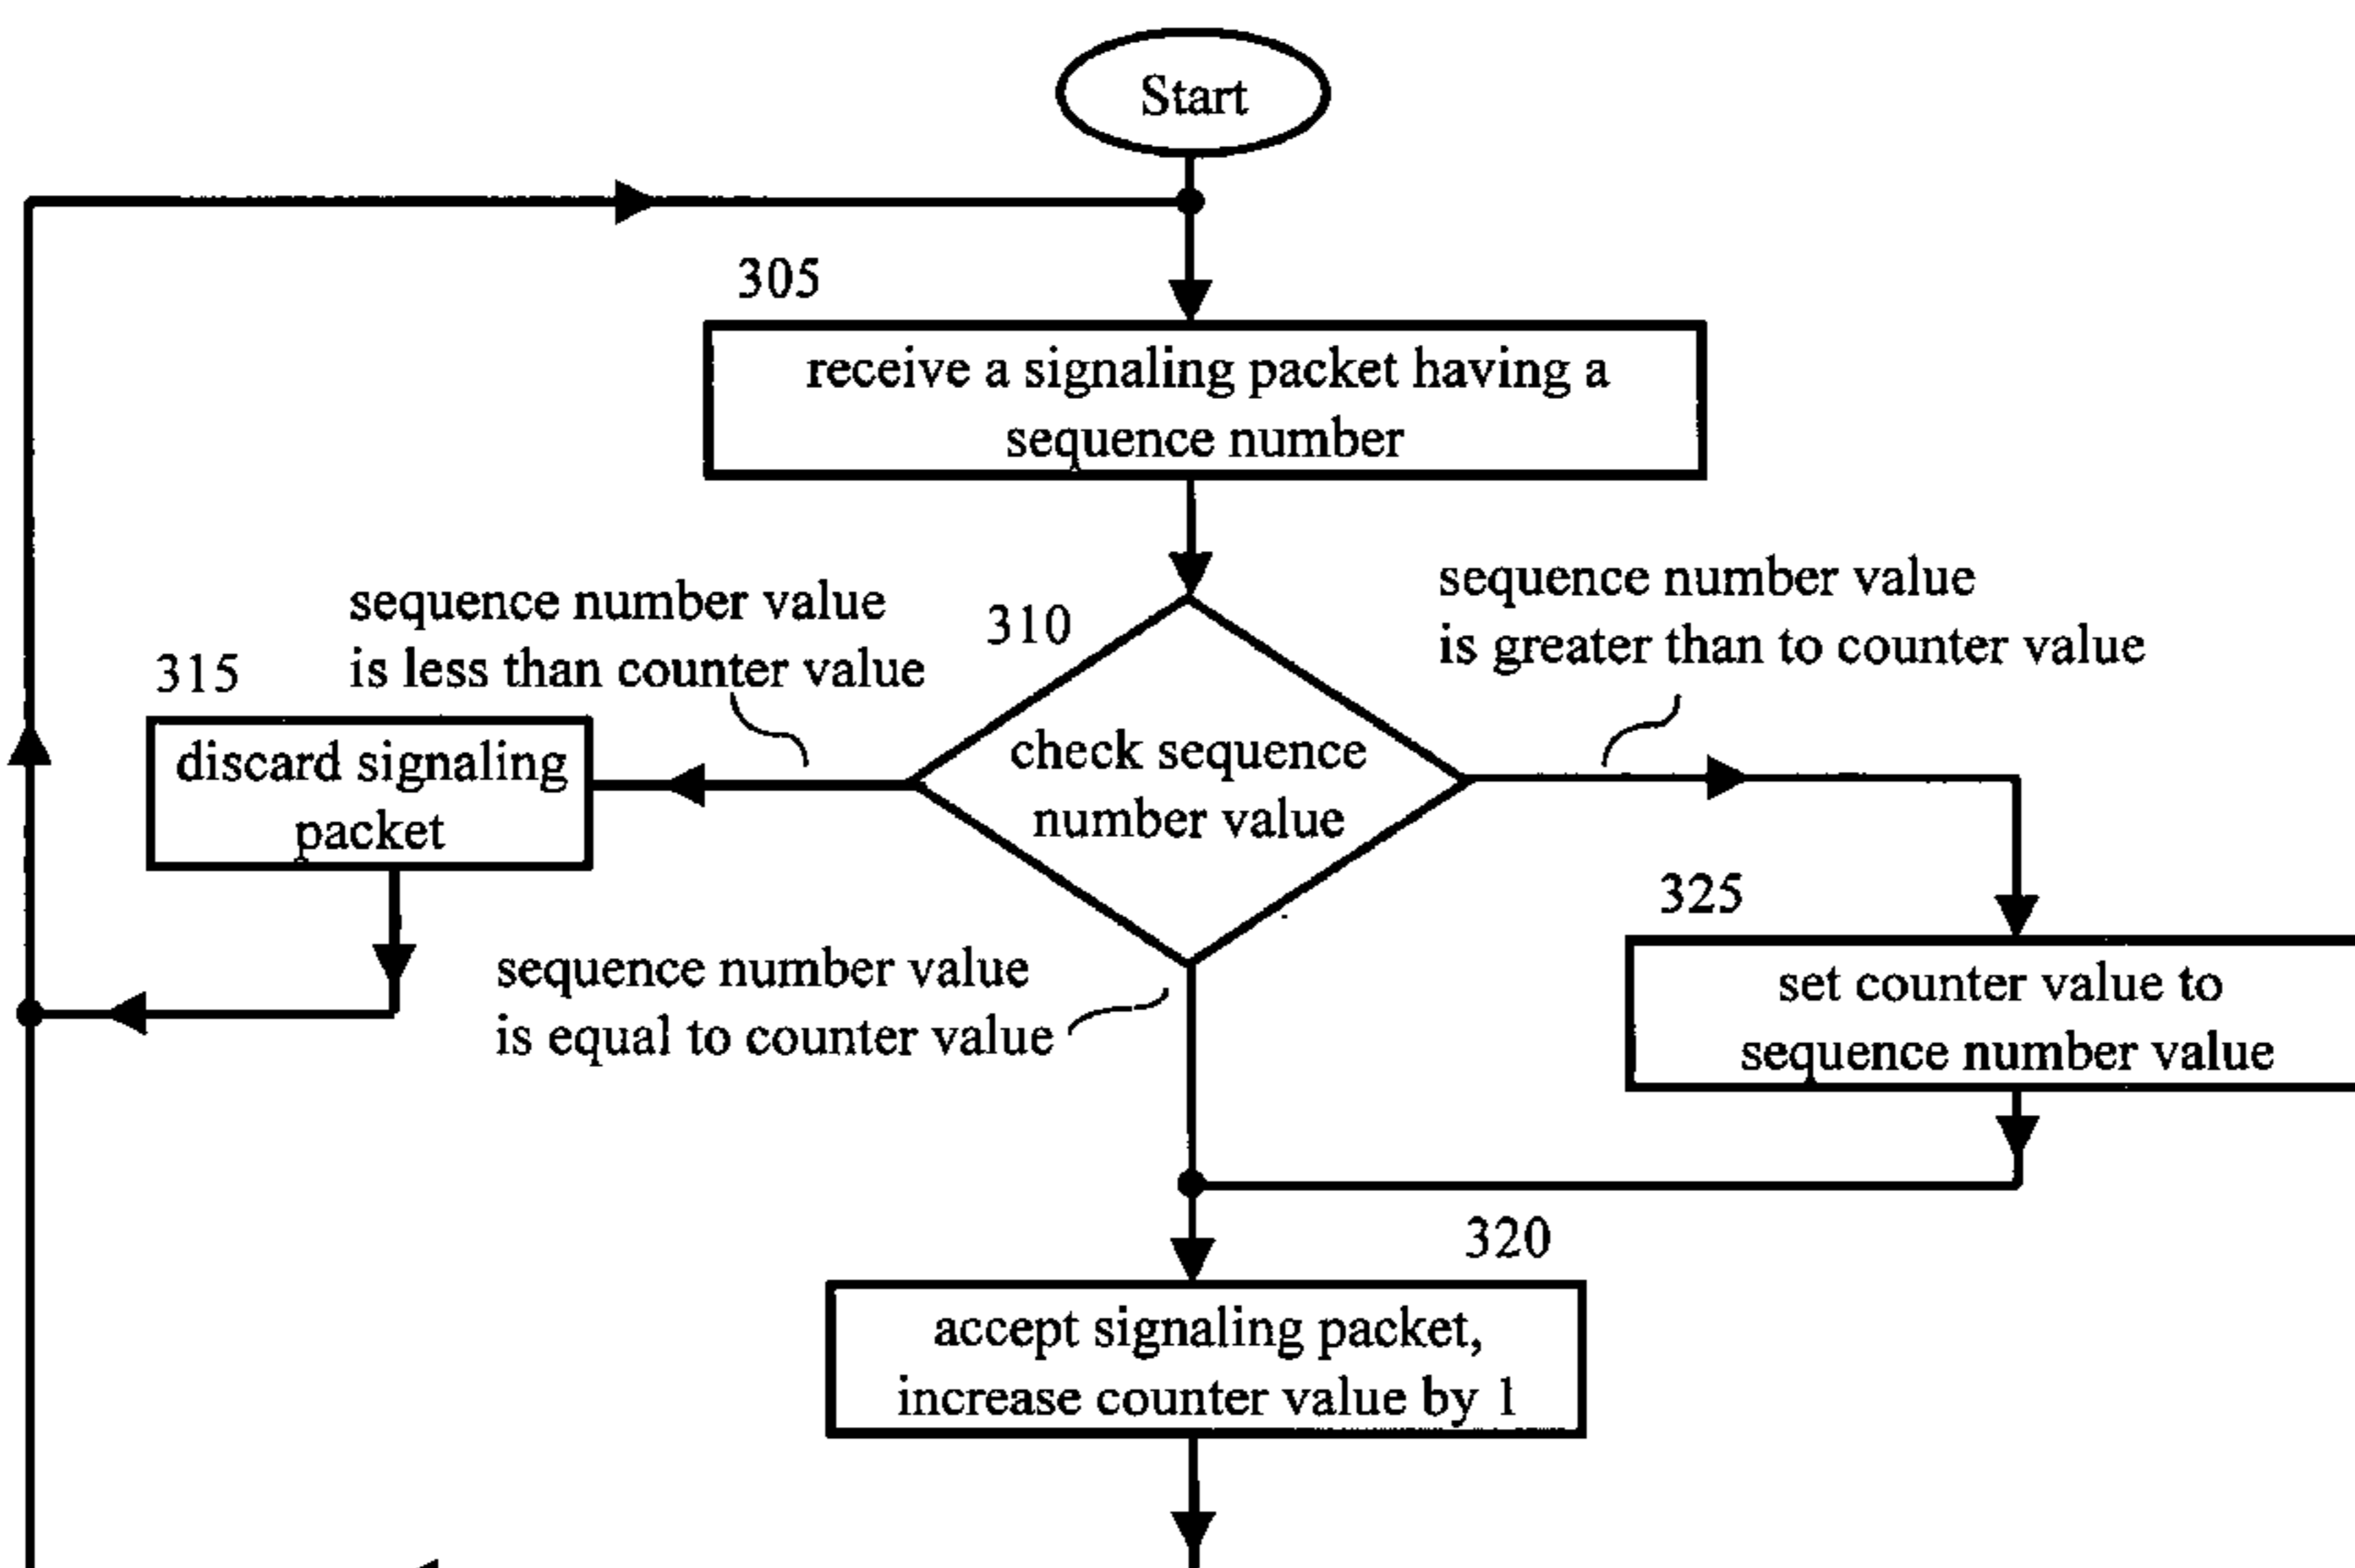 Start
305
receive a signaling packet having a
sequence number
sequence number value
is greater than to counter value
sequence number value
is less than counter value
310
315
check sequence
number value
discard signaling
packet
325
sequence number value
is equal to counter value
set counter value to
sequence number value
320
accept signaling packet,
increase counter value by 1